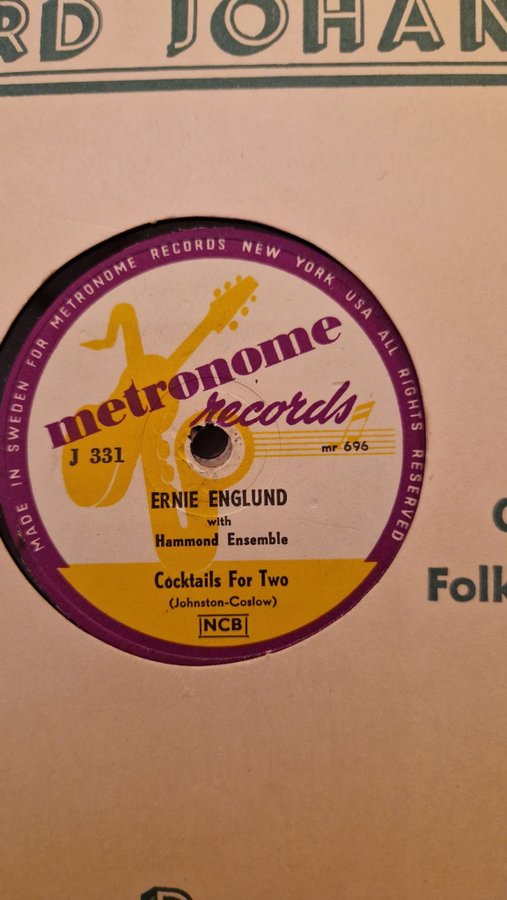 RD JOHAN
MADE IN SWEDEN FOR METRONOME RECORDS NEW YORK USA ALL RIGHTS RESERVED
metronome
records
J 331
mr 696
ERNIE ENGLUND
with
Hammond Ensemble
Cocktails For Two
(Johnston-Coslow)
NCB
Folk